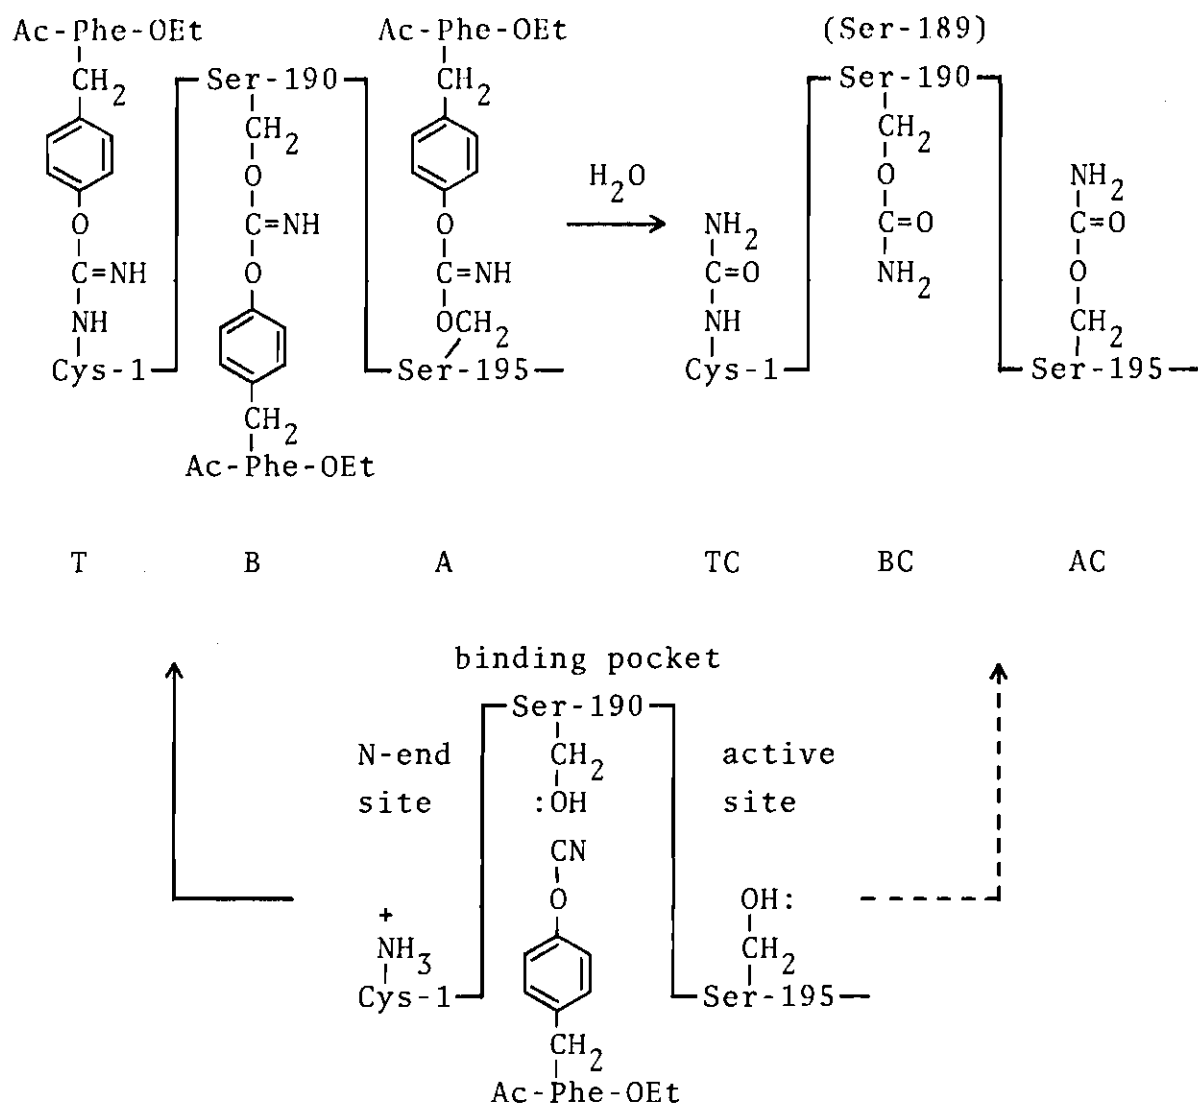 Ac-Phe-OEt Ac-Phe-OEt (Ser-189)
CH2 Ser-190 CH2 Ser-190
CH2 CH2
O H2O O NH2
O C=NH O NH2 C=O C=O
C=NH O C=NH C=O NH2 O
NH OCH2 NH CH2
Cys-1 Ser-195 Cys-1 Ser-195
CH2
Ac-Phe-OEt
T B A TC BC AC
binding pocket
Ser-190
N-end CH2 active
site :OH site
CN
O OH:
+
NH3 CH2
Cys-1 Ser-195
CH2
Ac-Phe-OEt